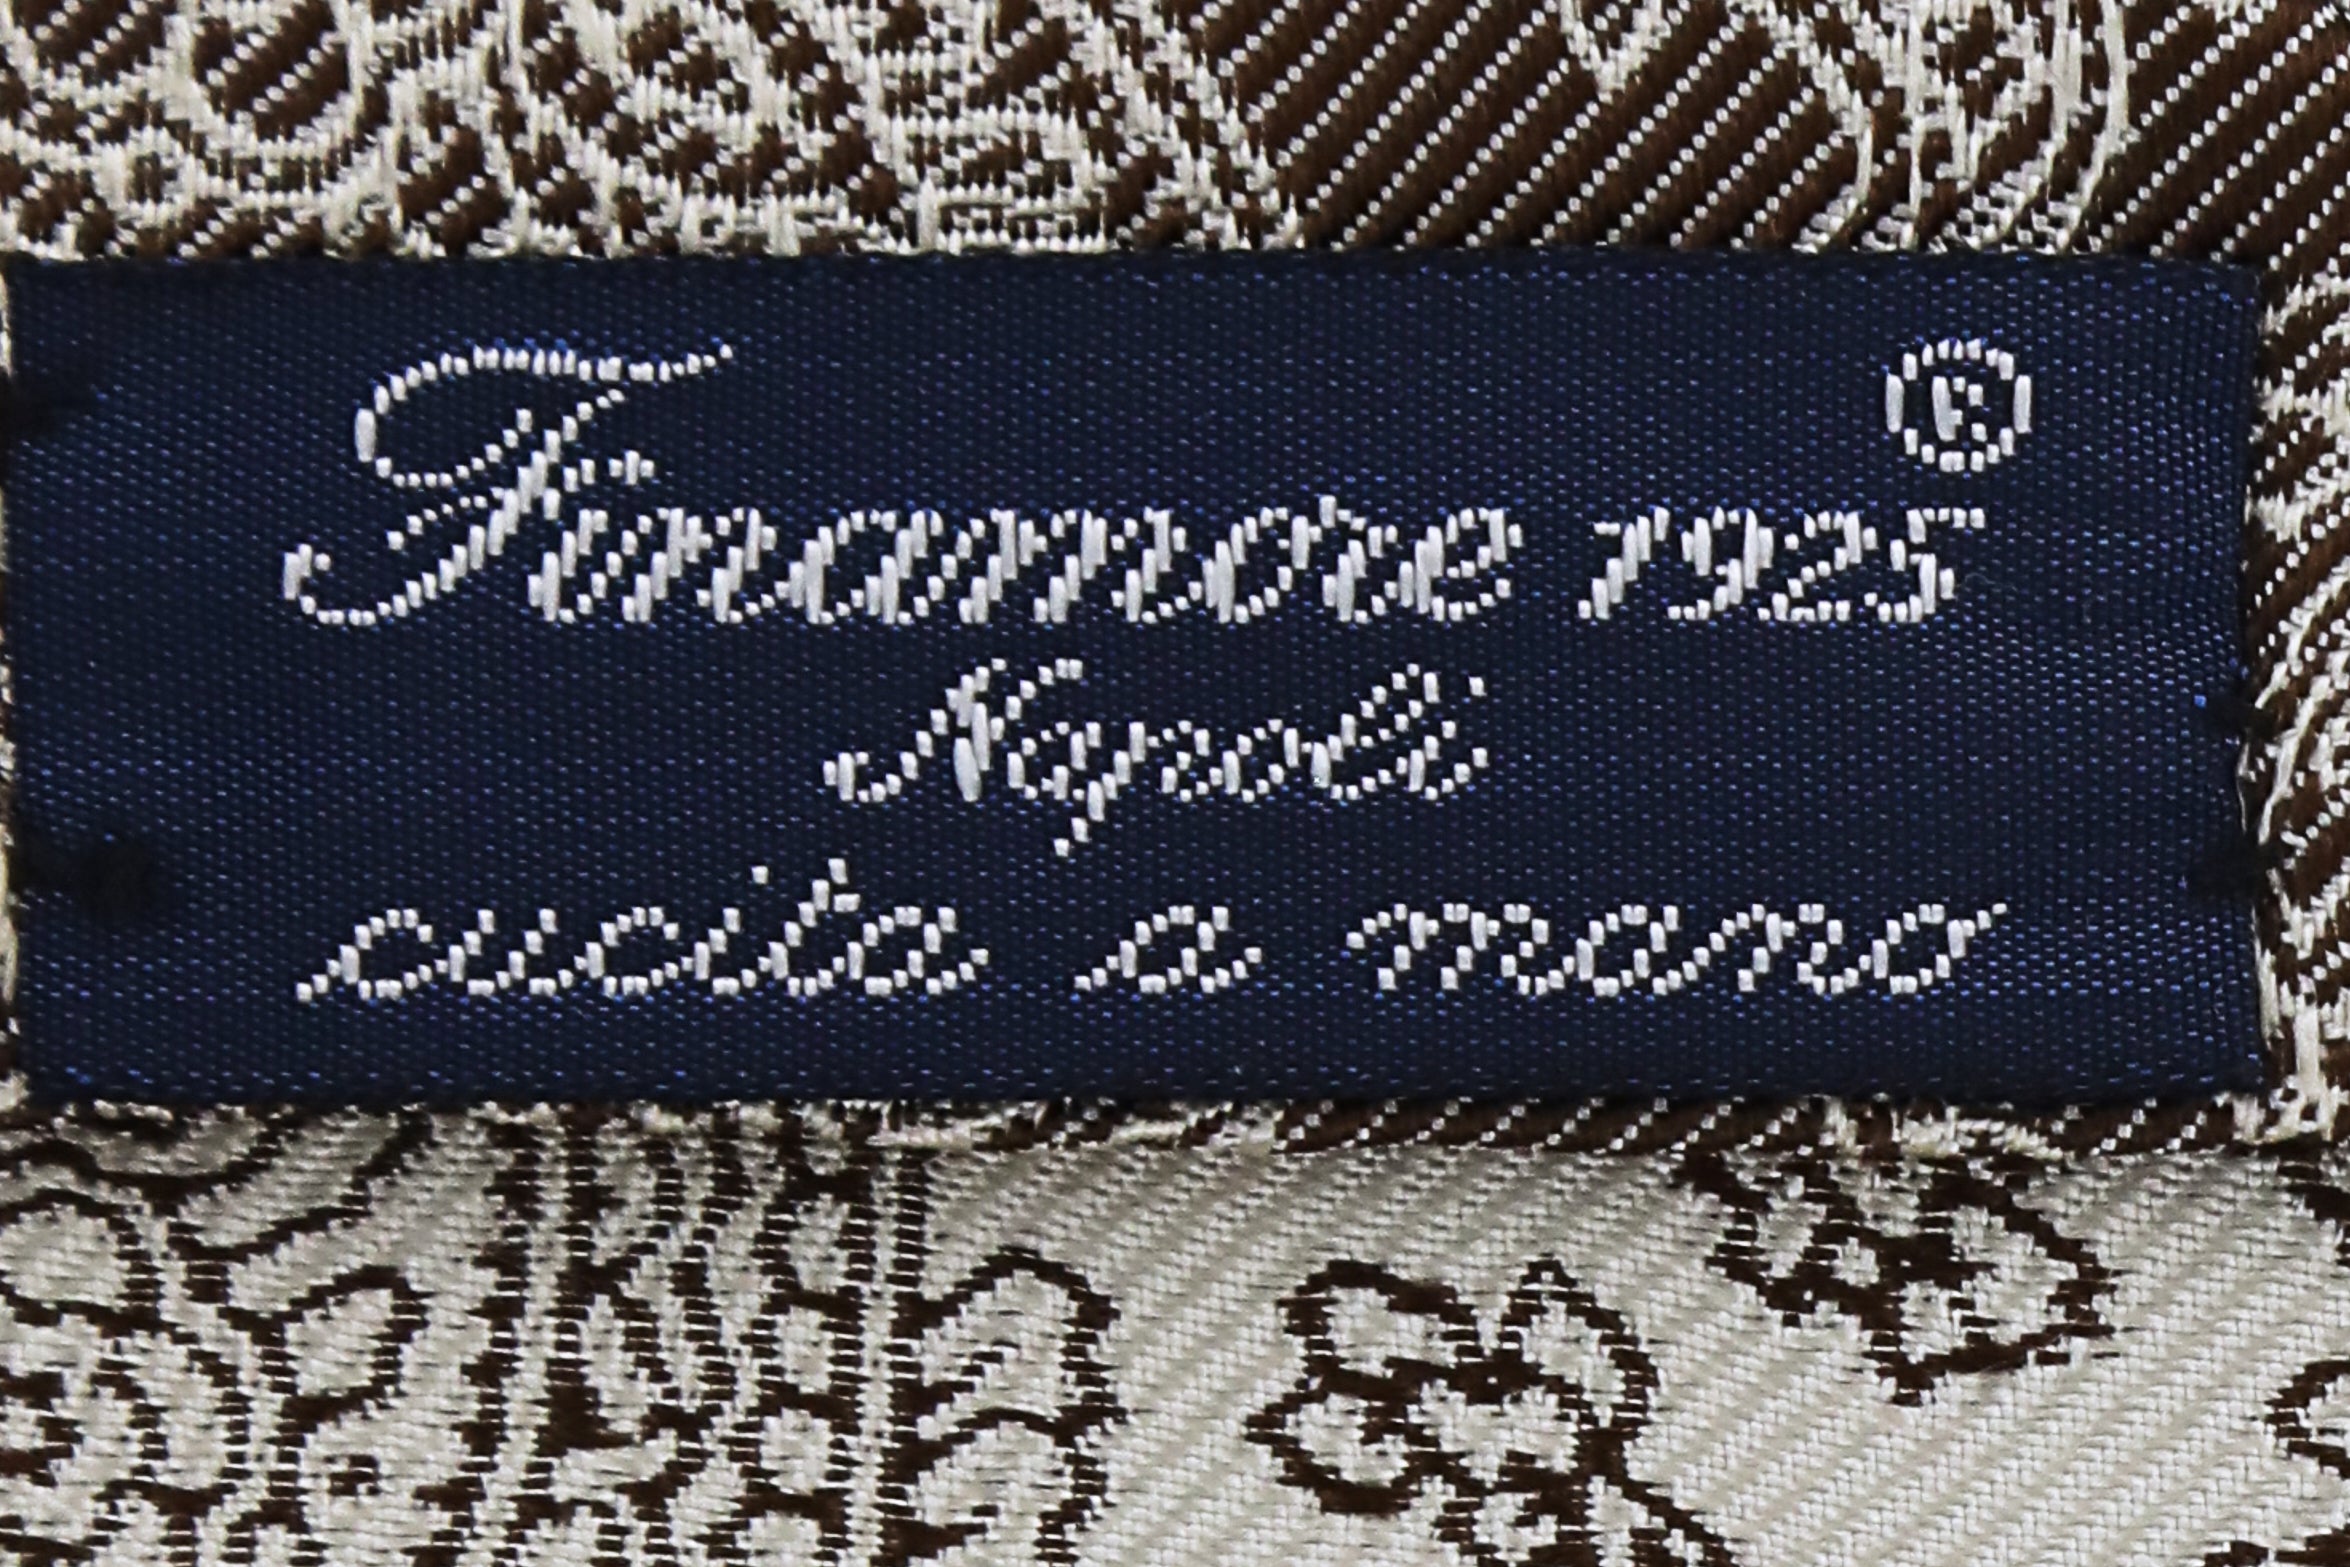 Finamore 1925 ®
Napoli
cucita a mano